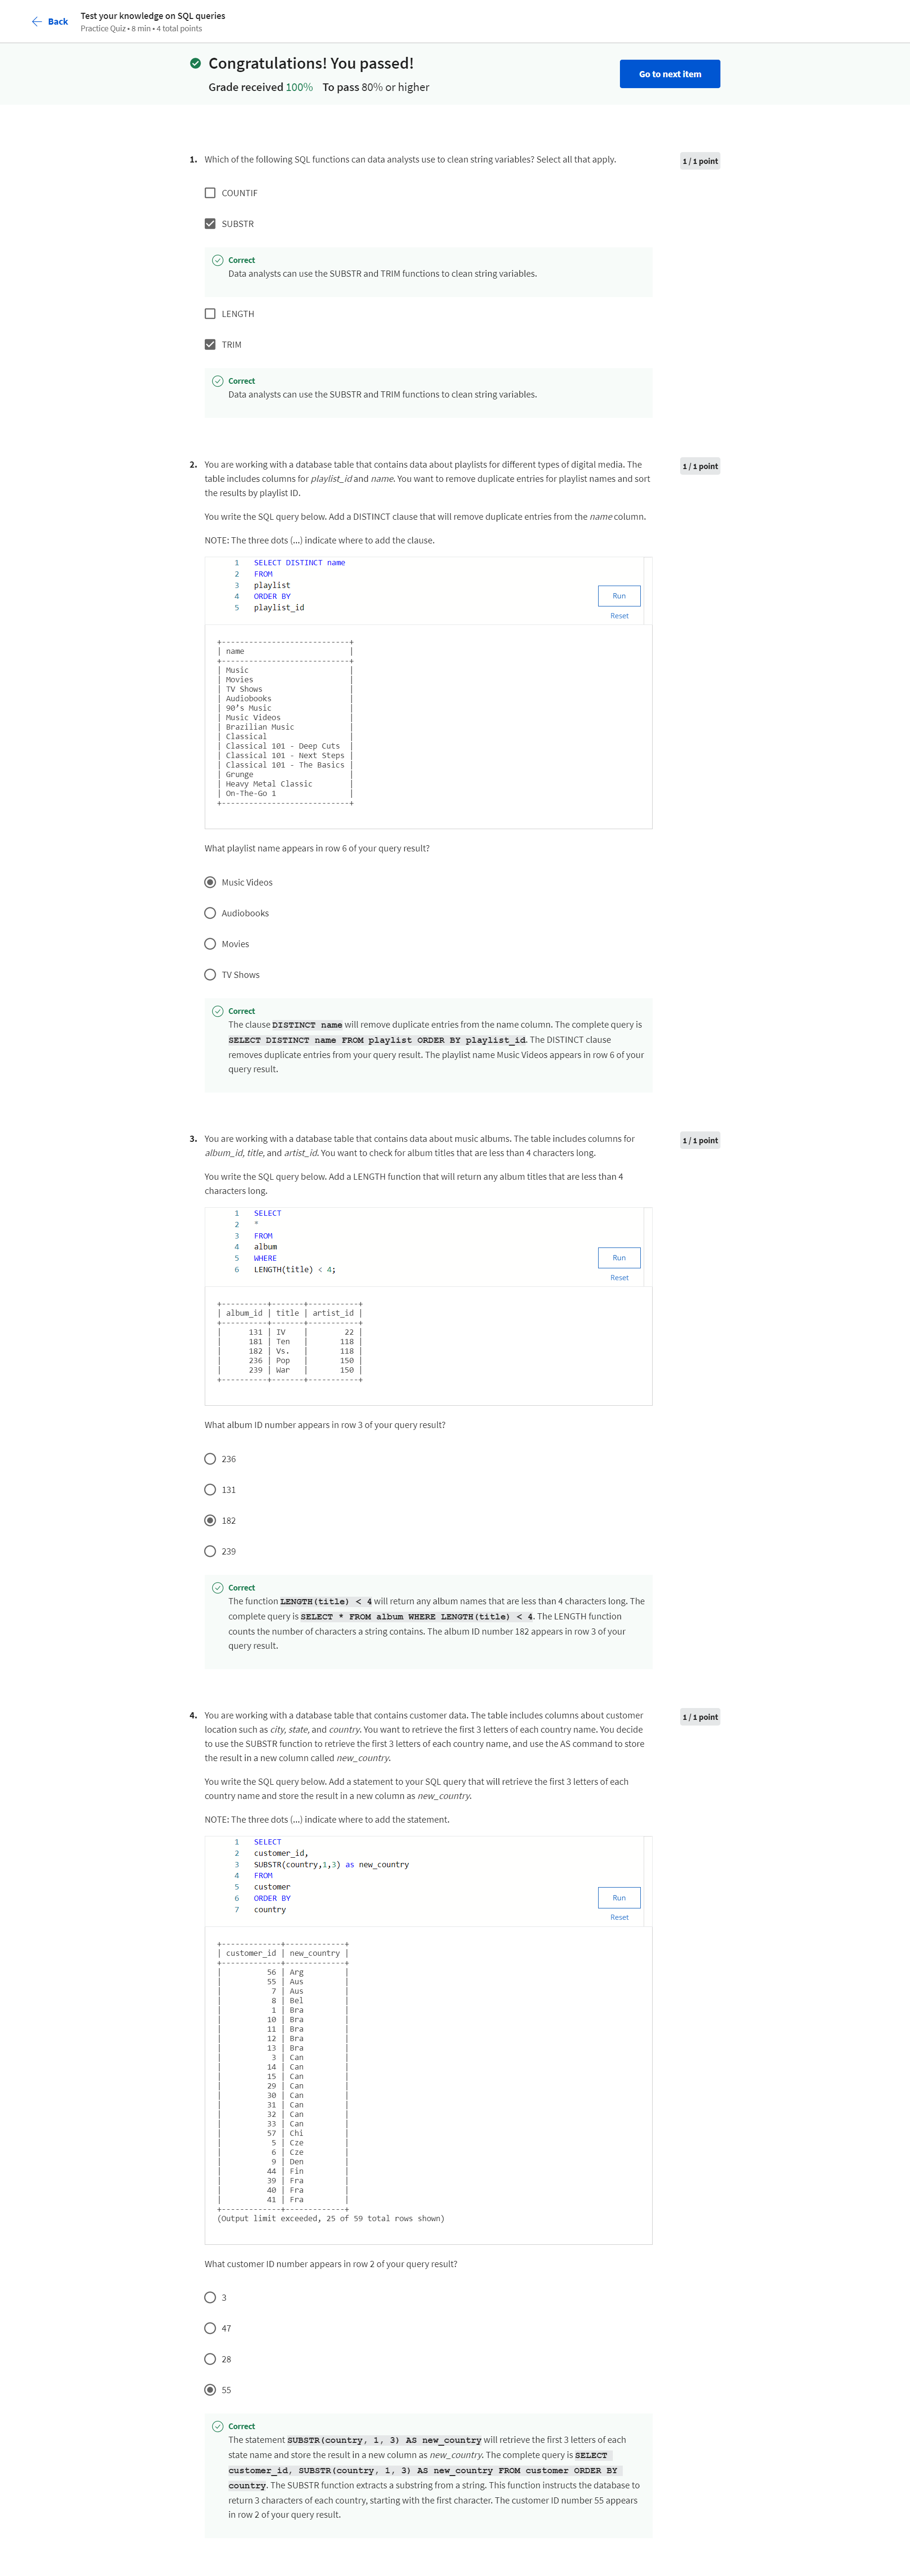 Back
Test your knowledge on SQL queries
Practice Quiz • 8 min • 4 total points
Congratulations! You passed!
Grade received 100% To pass 80% or higher
Go to next item
1. Which of the following SQL functions can data analysts use to clean string variables? Select all that apply.
1 / 1 point
COUNTIF
SUBSTR
Correct
Data analysts can use the SUBSTR and TRIM functions to clean string variables.
LENGTH
TRIM
Correct
Data analysts can use the SUBSTR and TRIM functions to clean string variables.
2. You are working with a database table that contains data about playlists for different types of digital media. The
table includes columns for playlist_id and name. You want to remove duplicate entries for playlist names and sort
the results by playlist ID.
1 / 1 point
You write the SQL query below. Add a DISTINCT clause that will remove duplicate entries from the name column.
NOTE: The three dots (...) indicate where to add the clause.
1 SELECT DISTINCT name
2 FROM
3 playlist
4 ORDER BY
5 playlist_id
Run
Reset
+----------------------------+
| name                       |
+----------------------------+
| Music                      |
| Movies                     |
| TV Shows                   |
| Audiobooks                 |
| 90’s Music                 |
| Music Videos               |
| Brazilian Music            |
| Classical                  |
| Classical 101 - Deep Cuts  |
| Classical 101 - Next Steps |
| Classical 101 - The Basics |
| Grunge                     |
| Heavy Metal Classic        |
| On-The-Go 1                |
+----------------------------+
What playlist name appears in row 6 of your query result?
Music Videos
Audiobooks
Movies
TV Shows
Correct
The clause DISTINCT name will remove duplicate entries from the name column. The complete query is
SELECT DISTINCT name FROM playlist ORDER BY playlist_id. The DISTINCT clause
removes duplicate entries from your query result. The playlist name Music Videos appears in row 6 of your
query result.
3. You are working with a database table that contains data about music albums. The table includes columns for
album_id, title, and artist_id. You want to check for album titles that are less than 4 characters long.
1 / 1 point
You write the SQL query below. Add a LENGTH function that will return any album titles that are less than 4
characters long.
1 SELECT
2 *
3 FROM
4 album
5 WHERE
6 LENGTH(title) < 4;
Run
Reset
+----------+-------+-----------+
| album_id | title | artist_id |
+----------+-------+-----------+
|      131 | IV    |        22 |
|      181 | Ten   |       118 |
|      182 | Vs.   |       118 |
|      236 | Pop   |       150 |
|      239 | War   |       150 |
+----------+-------+-----------+
What album ID number appears in row 3 of your query result?
236
131
182
239
Correct
The function LENGTH(title) < 4 will return any album names that are less than 4 characters long. The
complete query is SELECT * FROM album WHERE LENGTH(title) < 4. The LENGTH function
counts the number of characters a string contains. The album ID number 182 appears in row 3 of your
query result.
4. You are working with a database table that contains customer data. The table includes columns about customer
location such as city, state, and country. You want to retrieve the first 3 letters of each country name. You decide
to use the SUBSTR function to retrieve the first 3 letters of each country name, and use the AS command to store
the result in a new column called new_country.
1 / 1 point
You write the SQL query below. Add a statement to your SQL query that will retrieve the first 3 letters of each
country name and store the result in a new column as new_country.
NOTE: The three dots (...) indicate where to add the statement.
1 SELECT
2 customer_id,
3 SUBSTR(country,1,3) as new_country
4 FROM
5 customer
6 ORDER BY
7 country
Run
Reset
+-------------+-------------+
| customer_id | new_country |
+-------------+-------------+
|          56 | Arg         |
|          55 | Aus         |
|           7 | Aus         |
|           8 | Bel         |
|           1 | Bra         |
|          10 | Bra         |
|          11 | Bra         |
|          12 | Bra         |
|          13 | Bra         |
|           3 | Can         |
|          14 | Can         |
|          15 | Can         |
|          29 | Can         |
|          30 | Can         |
|          31 | Can         |
|          32 | Can         |
|          33 | Can         |
|          57 | Chi         |
|           5 | Cze         |
|           6 | Cze         |
|           9 | Den         |
|          44 | Fin         |
|          39 | Fra         |
|          40 | Fra         |
|          41 | Fra         |
+-------------+-------------+
(Output limit exceeded, 25 of 59 total rows shown)
What customer ID number appears in row 2 of your query result?
3
47
28
55
Correct
The statement SUBSTR(country, 1, 3) AS new_country will retrieve the first 3 letters of each
state name and store the result in a new column as new_country. The complete query is SELECT
customer_id, SUBSTR(country, 1, 3) AS new_country FROM customer ORDER BY
country. The SUBSTR function extracts a substring from a string. This function instructs the database to
return 3 characters of each country, starting with the first character. The customer ID number 55 appears
in row 2 of your query result.